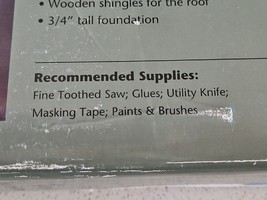 • Wooden shingles for the roof
• 3/4" tall foundation
Recommended Supplies:
Fine Toothed Saw; Glues; Utility Knife;
Masking Tape; Paints & Brushes